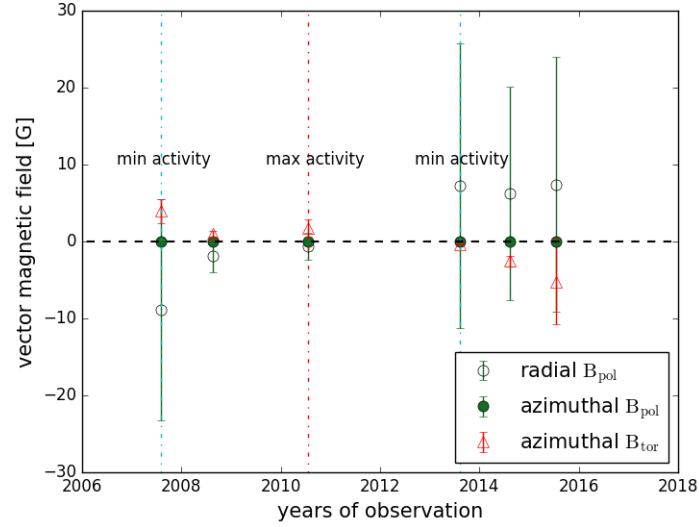 30
20
10
0
−10
−20
−30
vector magnetic field [G]
min activity
max activity
min activity
radial B_pol
azimuthal B_pol
azimuthal B_tor
2006 2008 2010 2012 2014 2016 2018
years of observation